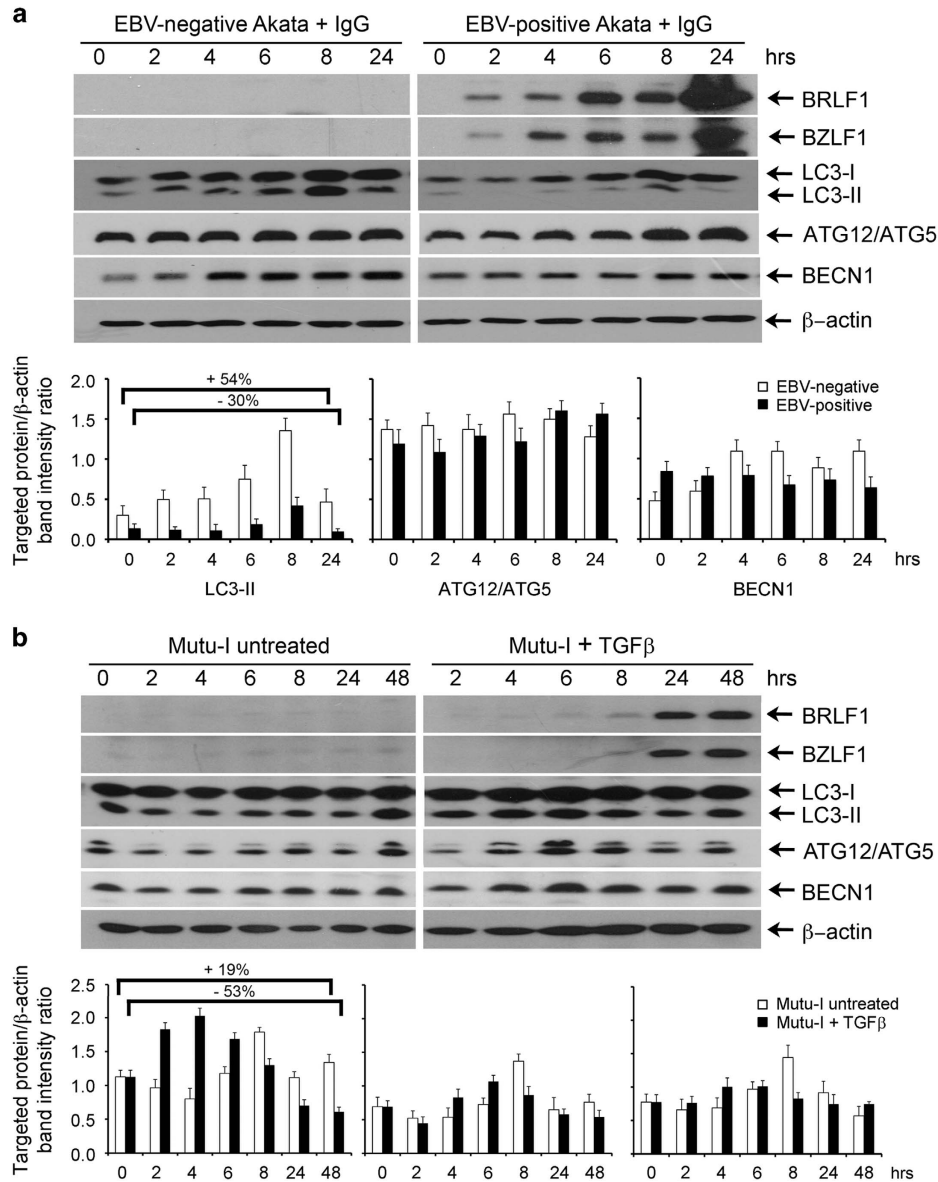 a
EBV-negative Akata + IgG EBV-positive Akata + IgG
0 2 4 6 8 24 0 2 4 6 8 24 hrs
BRLF1
BZLF1
LC3-I
LC3-II
ATG12/ATG5
BECN1
β-actin
Targeted protein/β-actin
band intensity ratio
2.0
1.5
1.0
0.5
0.0
+ 54%
- 30%
EBV-negative
EBV-positive
0 2 4 6 8 24 0 2 4 6 8 24 0 2 4 6 8 24 hrs
LC3-II ATG12/ATG5 BECN1
b
Mutu-I untreated Mutu-I + TGFβ
0 2 4 6 8 24 48 2 4 6 8 24 48 hrs
BRLF1
BZLF1
LC3-I
LC3-II
ATG12/ATG5
BECN1
β-actin
Targeted protein/β-actin
band intensity ratio
2.5
2.0
1.5
1.0
0.5
0.0
+ 19%
- 53%
Mutu-I untreated
Mutu-I + TGFβ
0 2 4 6 8 24 48 0 2 4 6 8 24 48 0 2 4 6 8 24 48 hrs